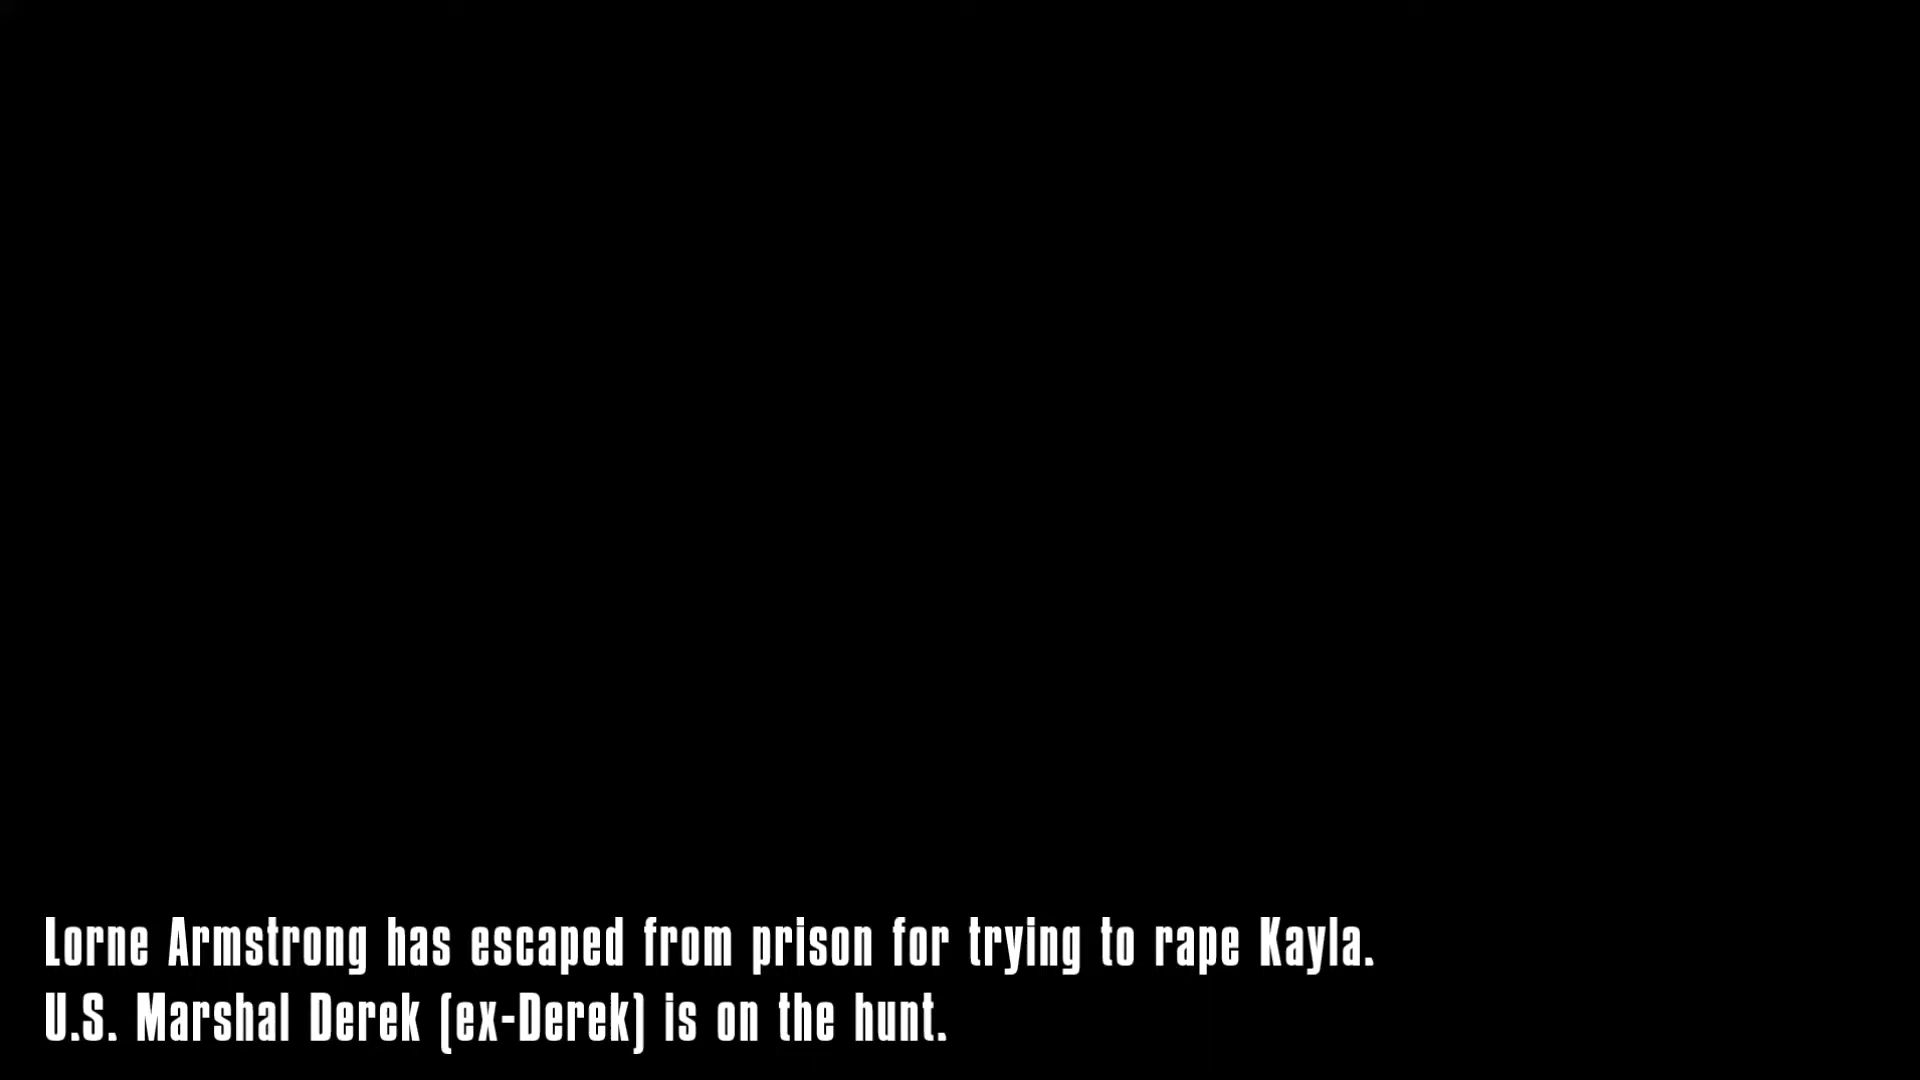 Lorne Armstrong has escaped from prison for trying to rape Kayla.
U.S. Marshal Derek (ex-Derek) is on the hunt.